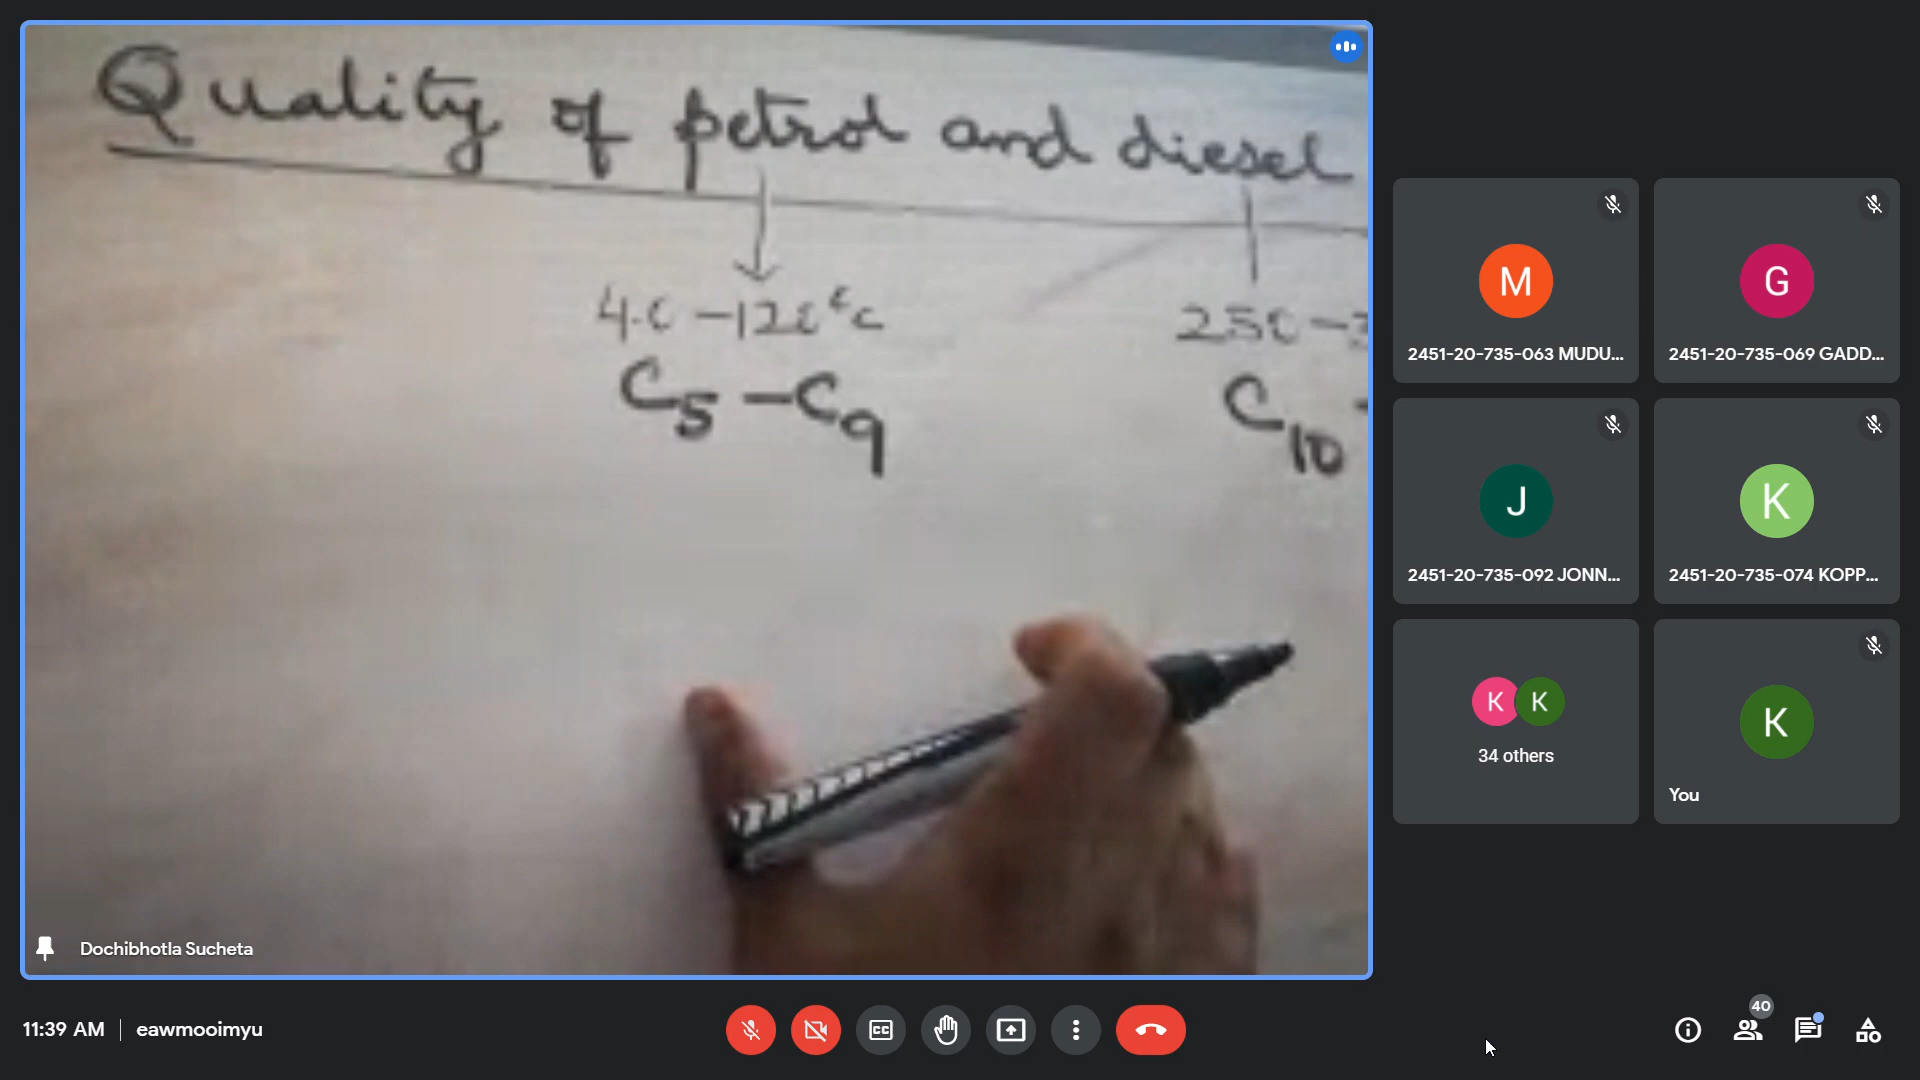 Quality of petrol and diesel
40 - 120°C
C5 - C9
C10
Dochibhotla Sucheta
M
2451-20-735-063 MUDU...
G
2451-20-735-069 GADD...
J
2451-20-735-092 JONN...
K
2451-20-735-074 KOPP...
K K
34 others
K
You
11:39 AM | eawmooimyu
CC
40